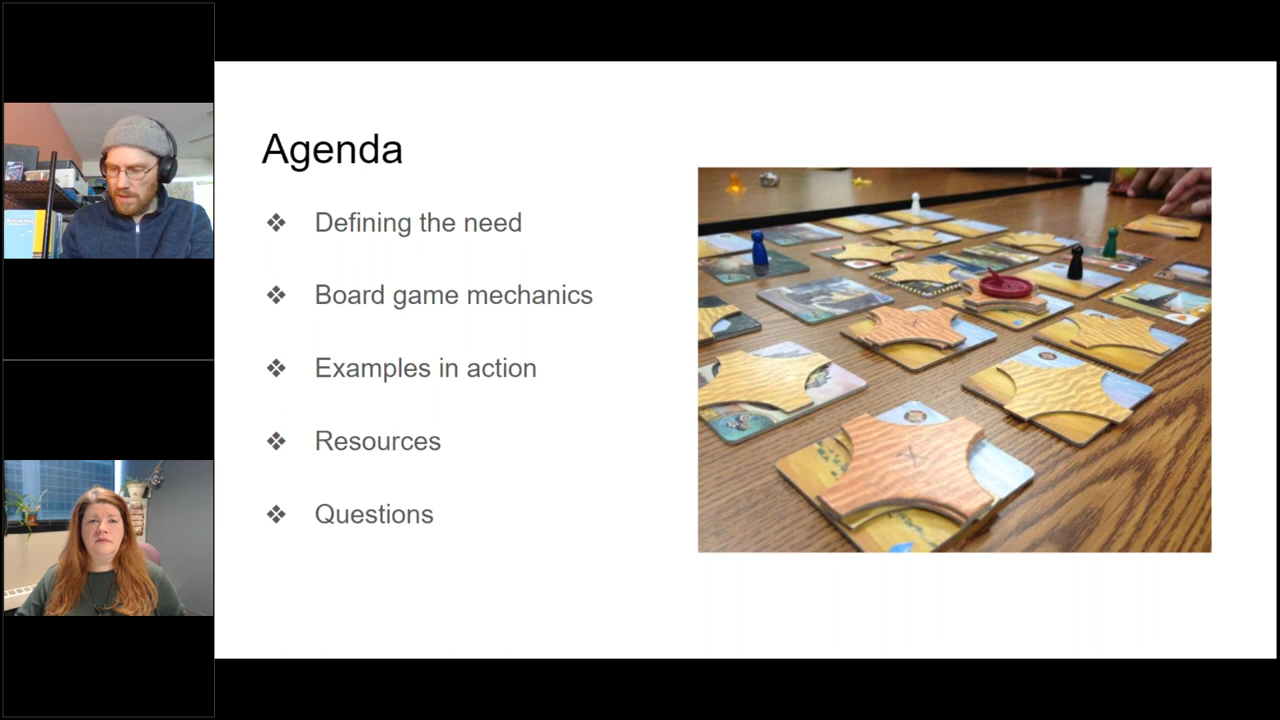 Agenda
❖ Defining the need
❖ Board game mechanics
❖ Examples in action
❖ Resources
❖ Questions